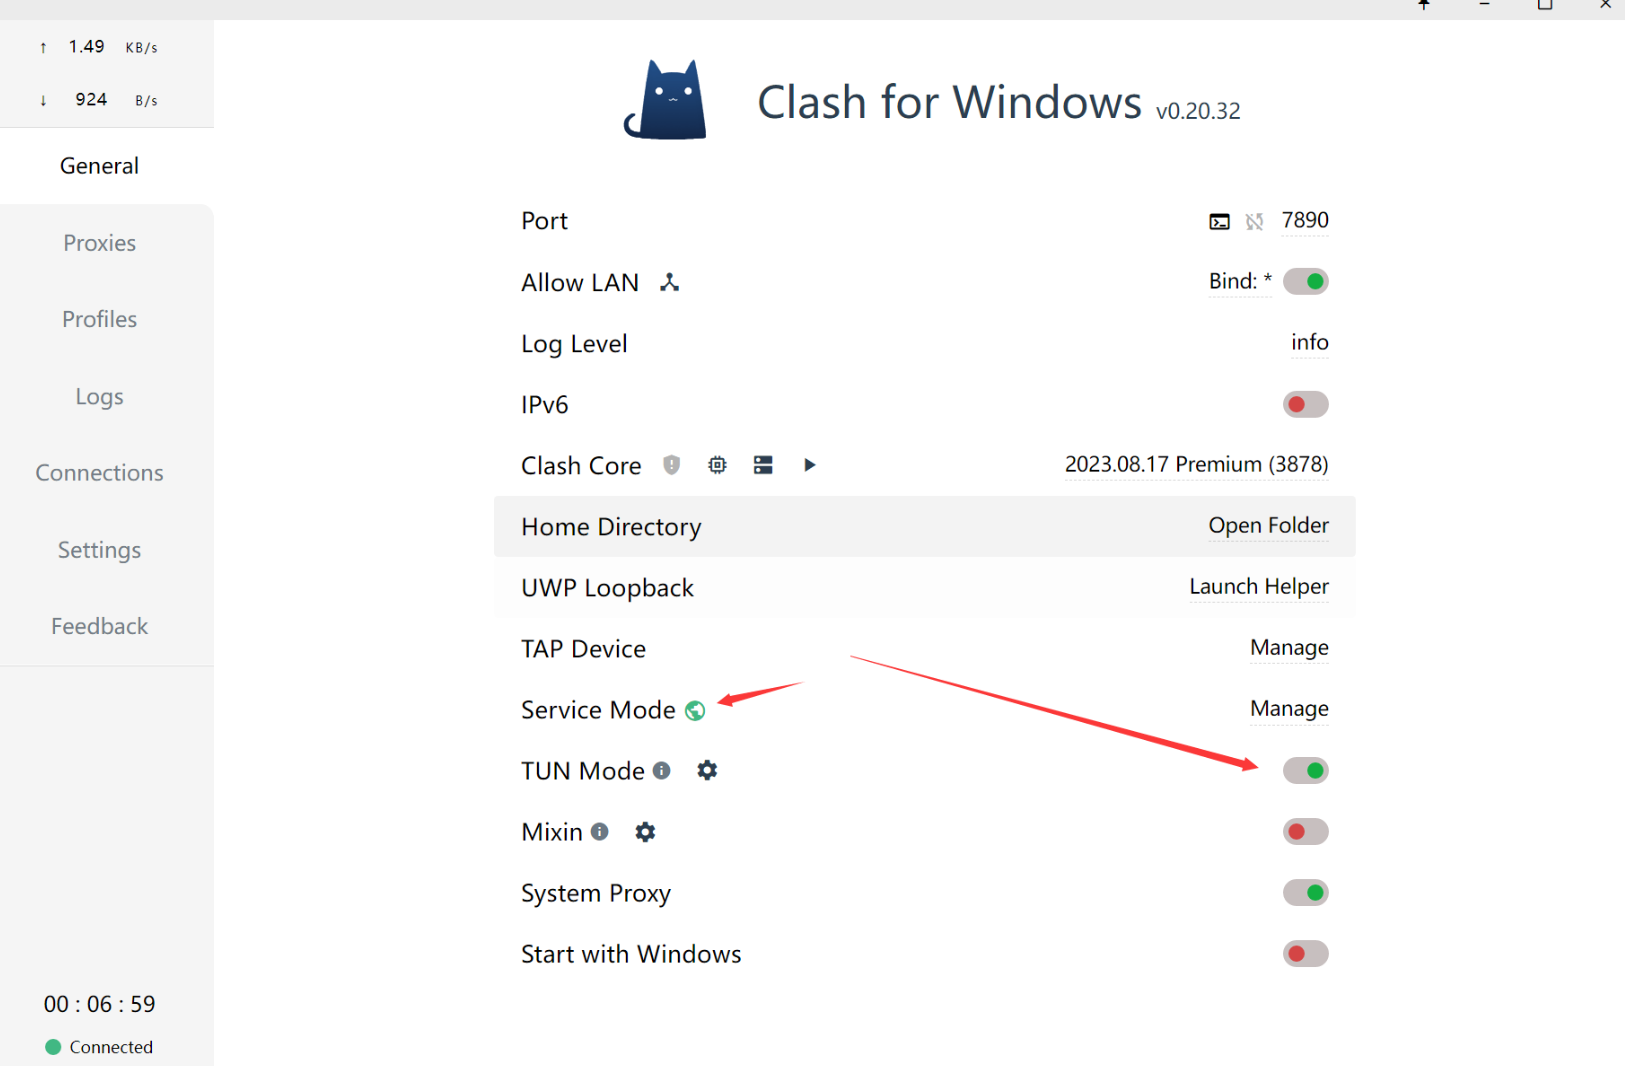 ↑ 1.49 KB/s
↓ 924 B/s
General
Proxies
Profiles
Logs
Connections
Settings
Feedback
00 : 06 : 59
Connected
Clash for Windows v0.20.32
Port 7890
Allow LAN Bind: *
Log Level info
IPv6
Clash Core 2023.08.17 Premium (3878)
Home Directory Open Folder
UWP Loopback Launch Helper
TAP Device Manage
Service Mode Manage
TUN Mode
Mixin
System Proxy
Start with Windows